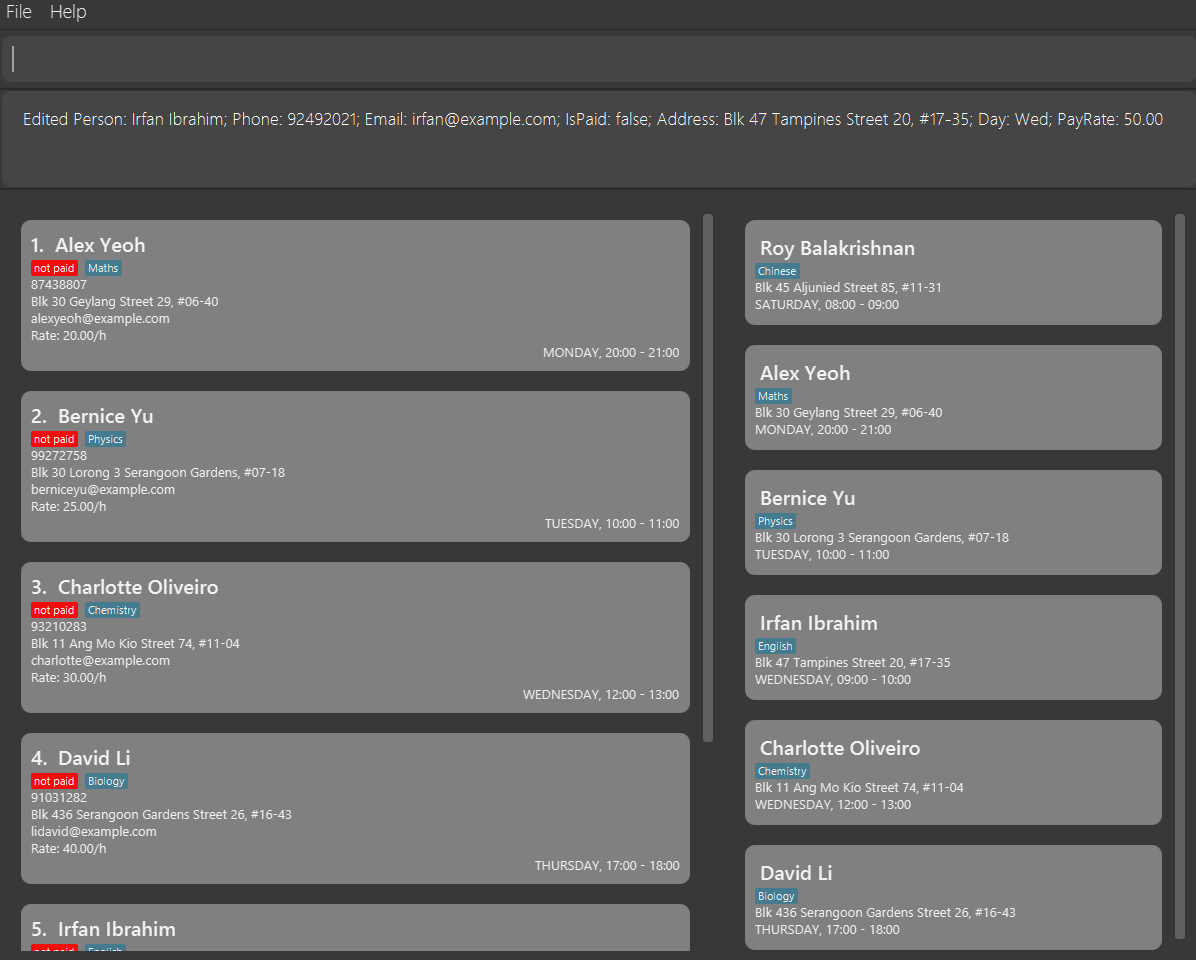 File Help
Edited Person: Irfan Ibrahim; Phone: 92492021; Email: irfan@example.com; IsPaid: false; Address: Blk 47 Tampines Street 20, #17-35; Day: Wed; PayRate: 50.00
1. Alex Yeoh
not paid Maths
87438807
Blk 30 Geylang Street 29, #06-40
alexyeoh@example.com
Rate: 20.00/h
MONDAY, 20:00 - 21:00
2. Bernice Yu
not paid Physics
99272758
Blk 30 Lorong 3 Serangoon Gardens, #07-18
berniceyu@example.com
Rate: 25.00/h
TUESDAY, 10:00 - 11:00
3. Charlotte Oliveiro
not paid Chemistry
93210283
Blk 11 Ang Mo Kio Street 74, #11-04
charlotte@example.com
Rate: 30.00/h
WEDNESDAY, 12:00 - 13:00
4. David Li
not paid Biology
91031282
Blk 436 Serangoon Gardens Street 26, #16-43
lidavid@example.com
Rate: 40.00/h
THURSDAY, 17:00 - 18:00
5. Irfan Ibrahim
not paid English
Roy Balakrishnan
Chinese
Blk 45 Aljunied Street 85, #11-31
SATURDAY, 08:00 - 09:00
Alex Yeoh
Maths
Blk 30 Geylang Street 29, #06-40
MONDAY, 20:00 - 21:00
Bernice Yu
Physics
Blk 30 Lorong 3 Serangoon Gardens, #07-18
TUESDAY, 10:00 - 11:00
Irfan Ibrahim
English
Blk 47 Tampines Street 20, #17-35
WEDNESDAY, 09:00 - 10:00
Charlotte Oliveiro
Chemistry
Blk 11 Ang Mo Kio Street 74, #11-04
WEDNESDAY, 12:00 - 13:00
David Li
Biology
Blk 436 Serangoon Gardens Street 26, #16-43
THURSDAY, 17:00 - 18:00